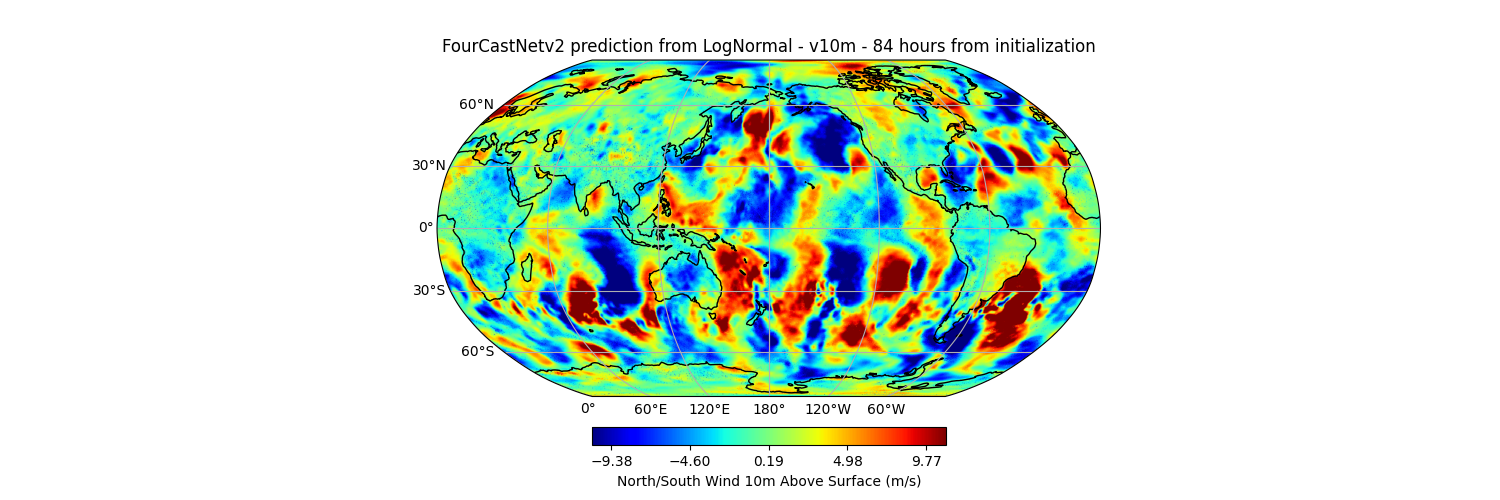 FourCastNetv2 prediction from LogNormal - v10m - 84 hours from initialization
60°N
30°N
0°
30°S
60°S
0° 60°E 120°E 180° 120°W 60°W
−9.38 −4.60 0.19 4.98 9.77
North/South Wind 10m Above Surface (m/s)